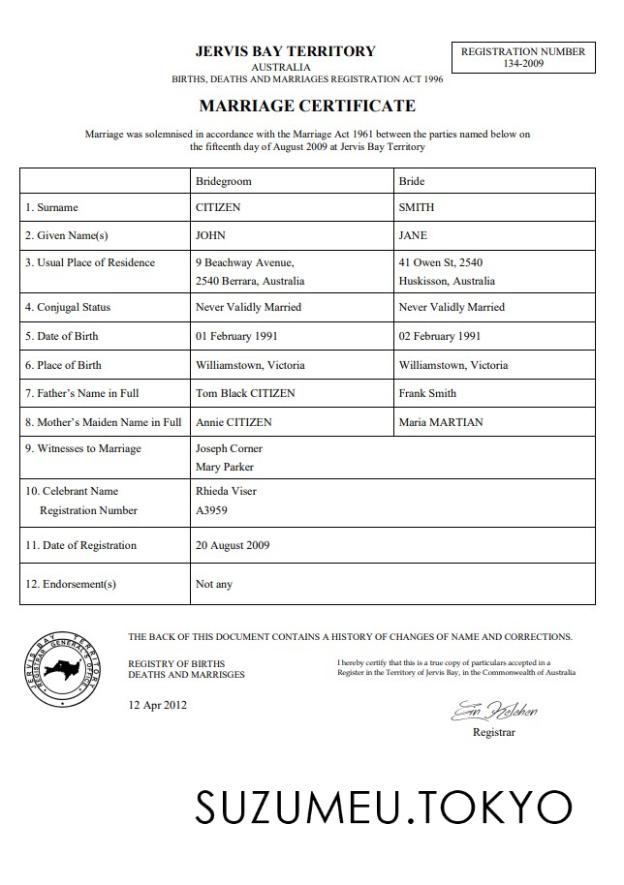 JERVIS BAY TERRITORY
AUSTRALIA
BIRTHS, DEATHS AND MARRIAGES REGISTRATION ACT 1996
REGISTRATION NUMBER
134-2009
MARRIAGE CERTIFICATE
Marriage was solemnised in accordance with the Marriage Act 1961 between the parties named below on
the fifteenth day of August 2009 at Jervis Bay Territory
Bridegroom Bride
1. Surname CITIZEN SMITH
2. Given Name(s) JOHN JANE
3. Usual Place of Residence 9 Beachway Avenue, 41 Owen St, 2540
2540 Berrara, Australia Huskisson, Australia
4. Conjugal Status Never Validly Married Never Validly Married
5. Date of Birth 01 February 1991 02 February 1991
6. Place of Birth Williamstown, Victoria Williamstown, Victoria
7. Father's Name in Full Tom Black CITIZEN Frank Smith
8. Mother's Maiden Name in Full Annie CITIZEN Maria MARTIAN
9. Witnesses to Marriage Joseph Corner
Mary Parker
10. Celebrant Name Rhieda Viser
Registration Number A3959
11. Date of Registration 20 August 2009
12. Endorsement(s) Not any
THE BACK OF THIS DOCUMENT CONTAINS A HISTORY OF CHANGES OF NAME AND CORRECTIONS.
JERVIS BAY TERRITORY
REGISTRAR GENERAL'S OFFICE
REGISTRY OF BIRTHS
DEATHS AND MARRISGES
I hereby certify that this is a true copy of particulars accepted in a
Register in the Territory of Jervis Bay, in the Commonwealth of Australia
12 Apr 2012
Registrar
SUZUMEU.TOKYO